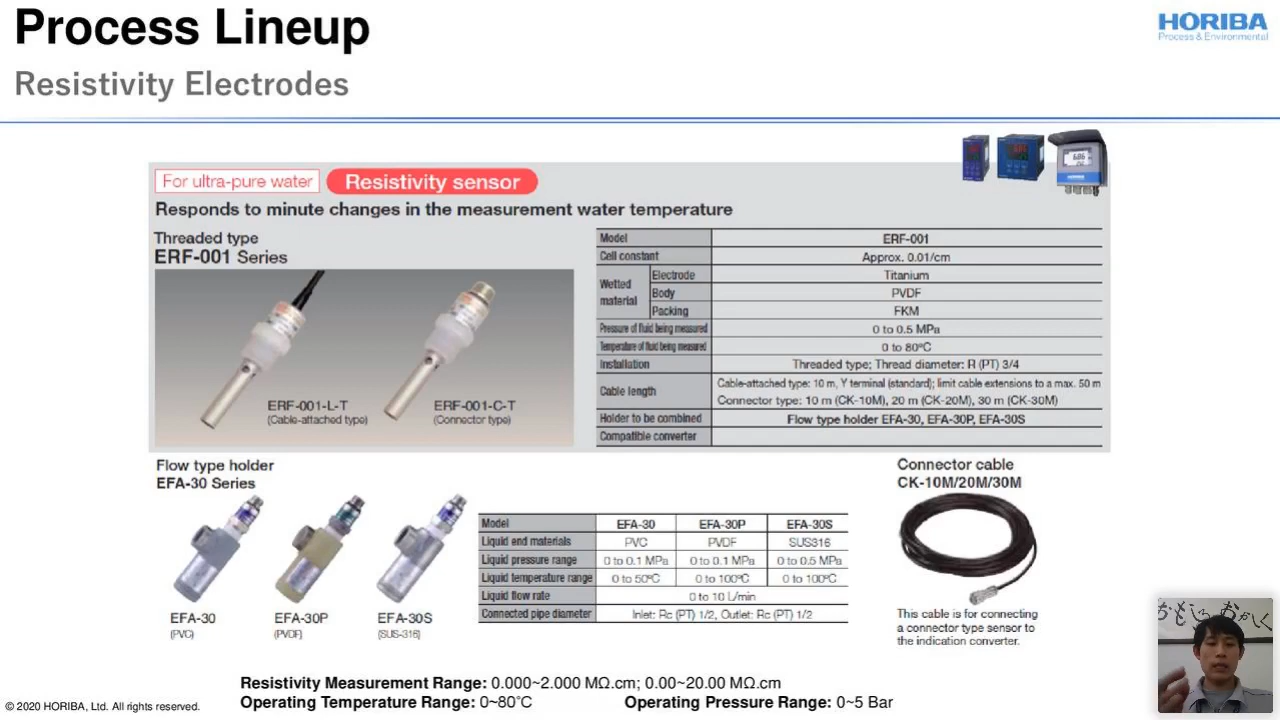 Process Lineup
HORIBA
Process & Environmental
Resistivity Electrodes
For ultra-pure water
Resistivity sensor
Responds to minute changes in the measurement water temperature
Threaded type
ERF-001 Series
ERF-001-L-T
(Cable-attached type)
ERF-001-C-T
(Connector type)
Model ERF-001
Cell constant Approx. 0.01/cm
Wetted material Electrode Titanium
Body PVDF
Packing FKM
Pressure of fluid being measured 0 to 0.5 MPa
Temperature of fluid being measured 0 to 80ºC
Installation Threaded type; Thread diameter: R (PT) 3/4
Cable length Cable-attached type: 10 m, Y terminal (standard); limit cable extensions to a max. 50 m
Connector type: 10 m (CK-10M), 20 m (CK-20M), 30 m (CK-30M)
Holder to be combined Flow type holder EFA-30, EFA-30P, EFA-30S
Compatible converter
Flow type holder
EFA-30 Series
EFA-30
(PVC)
EFA-30P
(PVDF)
EFA-30S
(SUS-316)
Model EFA-30 EFA-30P EFA-30S
Liquid end materials PVC PVDF SUS316
Liquid pressure range 0 to 0.1 MPa 0 to 0.1 MPa 0 to 0.5 MPa
Liquid temperature range 0 to 50ºC 0 to 100ºC 0 to 100ºC
Liquid flow rate 0 to 10 L/min
Connected pipe diameter Inlet: Rc (PT) 1/2, Outlet: Rc (PT) 1/2
Connector cable
CK-10M/20M/30M
This cable is for connecting
a connector type sensor to
the indication converter.
おもしろおかしく
Resistivity Measurement Range: 0.000~2.000 MΩ.cm; 0.00~20.00 MΩ.cm
Operating Temperature Range: 0~80˚C
Operating Pressure Range: 0~5 Bar
© 2020 HORIBA, Ltd. All rights reserved.